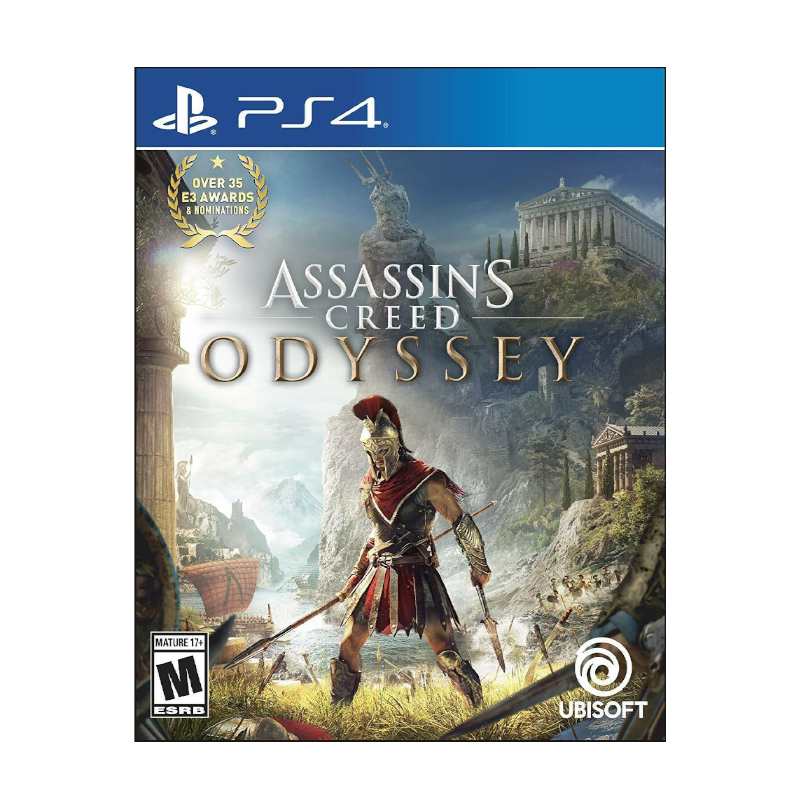 PS4
OVER 35
E3 AWARDS
& NOMINATIONS
ASSASSIN'S
CREED
ODYSSEY
MATURE 17+
M
ESRB
UBISOFT